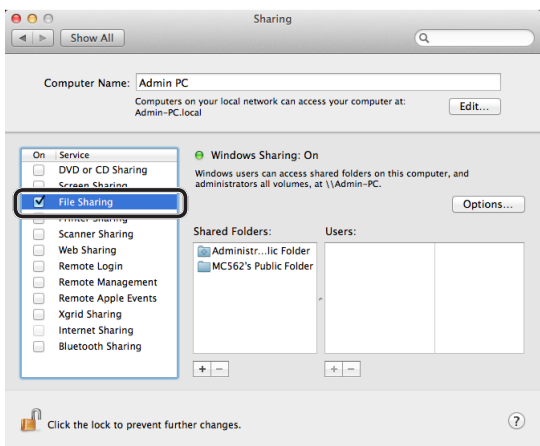 Sharing
Show All
Computer Name: Admin PC
Computers on your local network can access your computer at:
Admin-PC.local
Edit...
On Service
DVD or CD Sharing
Screen Sharing
File Sharing
Printer Sharing
Scanner Sharing
Web Sharing
Remote Login
Remote Management
Remote Apple Events
Xgrid Sharing
Internet Sharing
Bluetooth Sharing
Windows Sharing: On
Windows users can access shared folders on this computer, and
administrators all volumes, at \\Admin-PC.
Options...
Shared Folders:
Users:
Administr...lic Folder
MC562's Public Folder
+ −
+ −
Click the lock to prevent further changes.
?